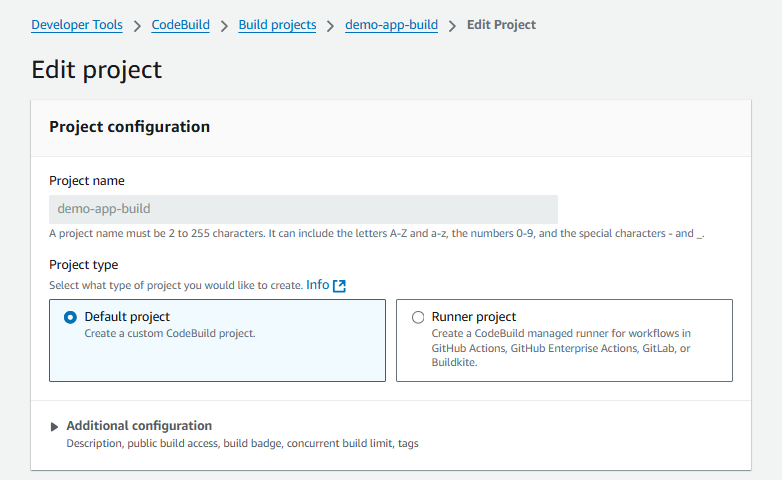 Developer Tools > CodeBuild > Build projects > demo-app-build > Edit Project
Edit project
Project configuration
Project name
demo-app-build
A project name must be 2 to 255 characters. It can include the letters A-Z and a-z, the numbers 0-9, and the special characters - and _.
Project type
Select what type of project you would like to create. Info
Default project
Create a custom CodeBuild project.
Runner project
Create a CodeBuild managed runner for workflows in
GitHub Actions, GitHub Enterprise Actions, GitLab, or
Buildkite.
Additional configuration
Description, public build access, build badge, concurrent build limit, tags